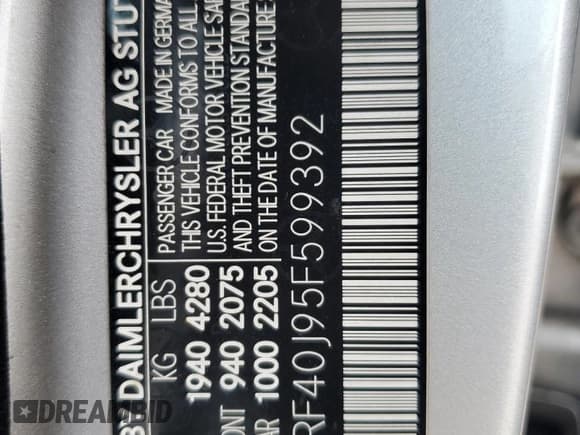 DAIMLERCHRYSLER AG STUT
KG LBS
1940 4280
940 2075
1000 2205
PASSENGER CAR MADE IN GERMA
THIS VEHICLE CONFORMS TO ALL
U.S. FEDERAL MOTOR VEHICLE SA
AND THEFT PREVENTION STANDA
ON THE DATE OF MANUFACTURE
RF40J95F599392
DREAMBID